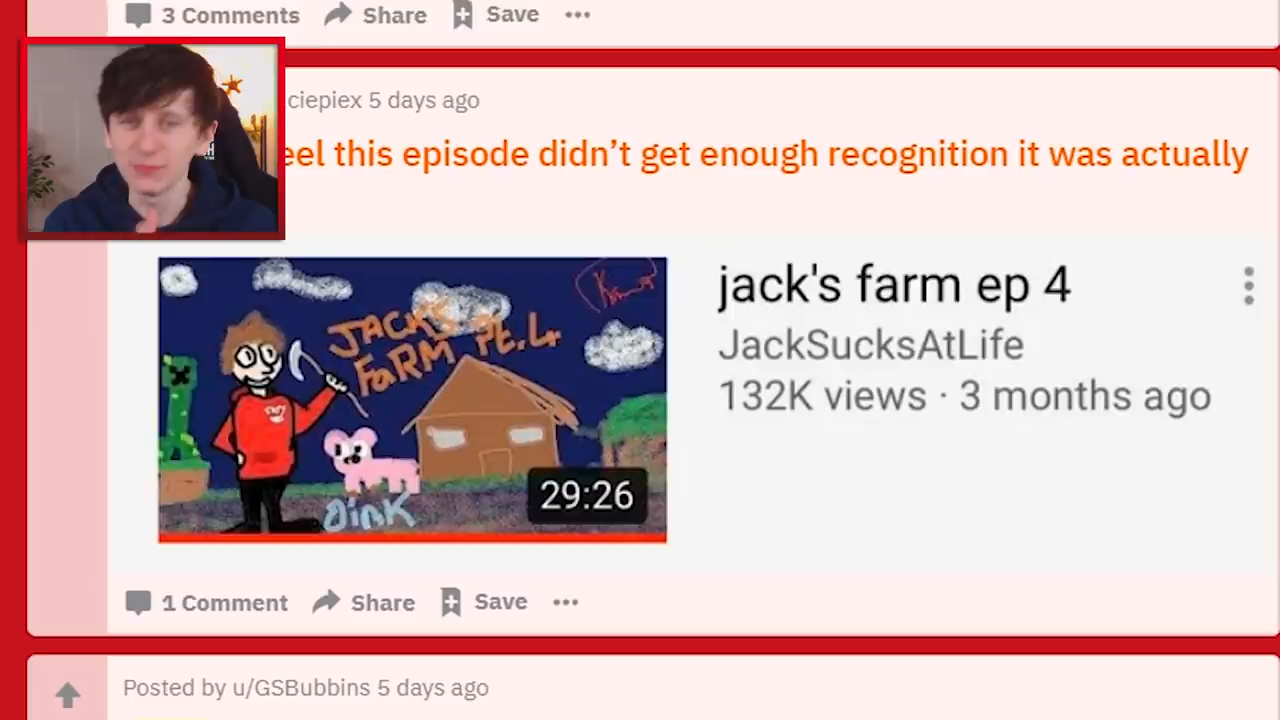 3 Comments Share Save
ciepiex 5 days ago
eel this episode didn’t get enough recognition it was actually
JACKS
FaRM PT.4
oink
29:26
jack's farm ep 4
JackSucksAtLife
132K views · 3 months ago
1 Comment Share Save
Posted by u/GSBubbins 5 days ago